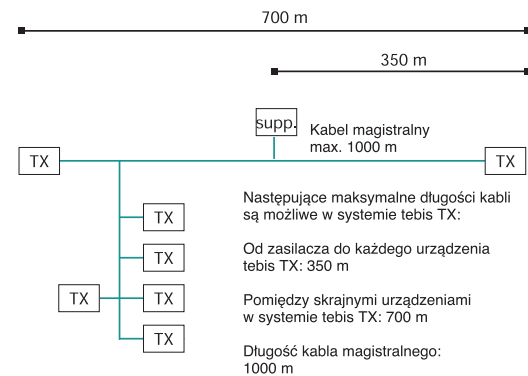 700 m
350 m
supp.
Kabel magistralny
max. 1000 m
TX
TX
Następujące maksymalne długości kabli
są możliwe w systemie tebis TX:
TX
Od zasilacza do każdego urządzenia
tebis TX: 350 m
TX
TX
TX
Pomiędzy skrajnymi urządzeniami
w systemie tebis TX: 700 m
TX
Długość kabla magistralnego:
1000 m